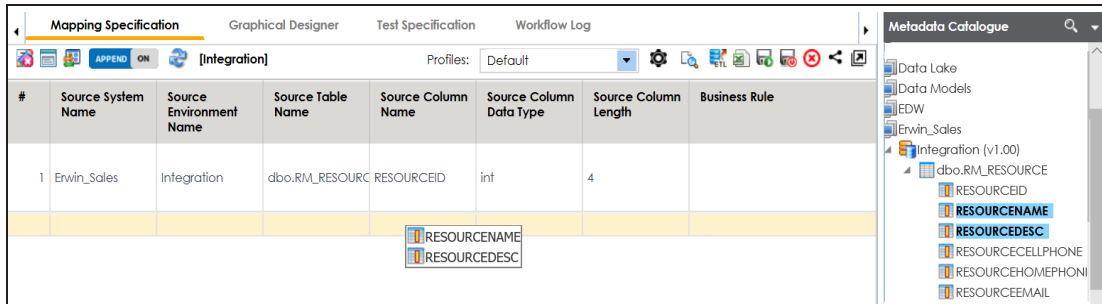 Mapping Specification Graphical Designer Test Specification Workflow Log
APPEND ON [Integration] Profiles: Default ETL
# Source System Name Source Environment Name Source Table Name Source Column Name Source Column Data Type Source Column Length Business Rule
1 Erwin_Sales Integration dbo.RM_RESOURC RESOURCEID int 4
RESOURCENAME
RESOURCEDESC
Metadata Catalogue
Data Lake
Data Models
EDW
Erwin_Sales
Integration (v1.00)
dbo.RM_RESOURCE
RESOURCEID
RESOURCENAME
RESOURCEDESC
RESOURCECELLPHONE
RESOURCEHOMEPHONI
RESOURCEEMAIL